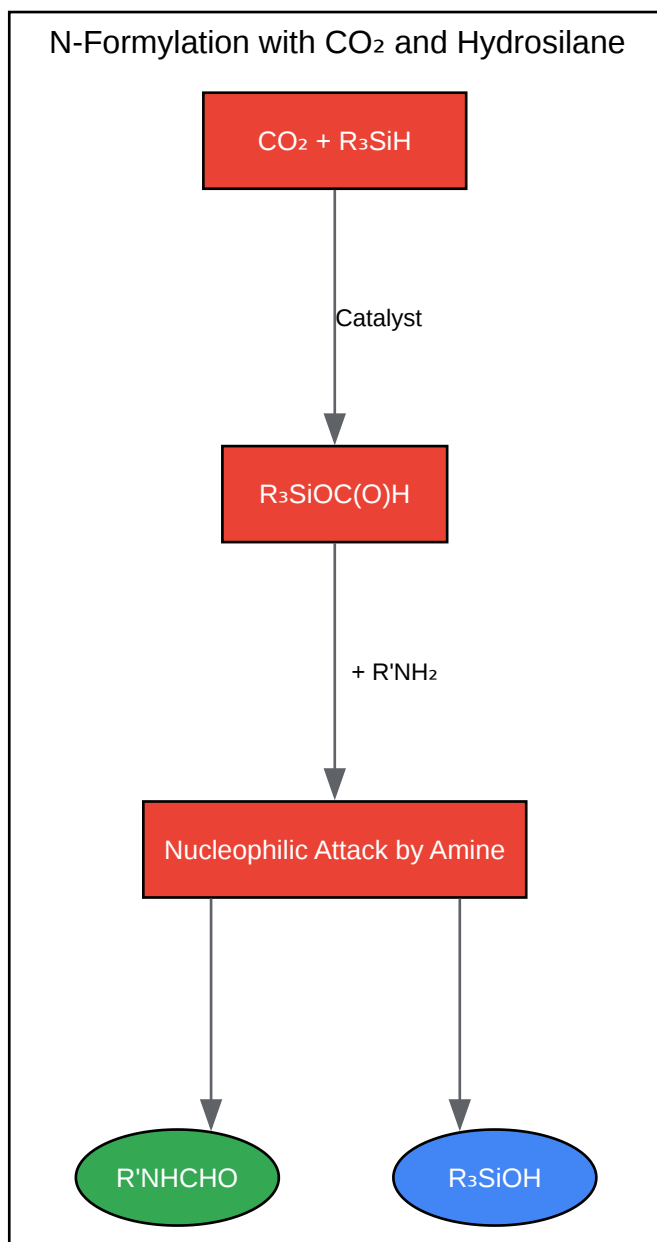 N-Formylation with CO₂ and Hydrosilane
CO₂ + R₃SiH
Catalyst
R₃SiOC(O)H
+ R'NH₂
Nucleophilic Attack by Amine
R'NHCHO
R₃SiOH